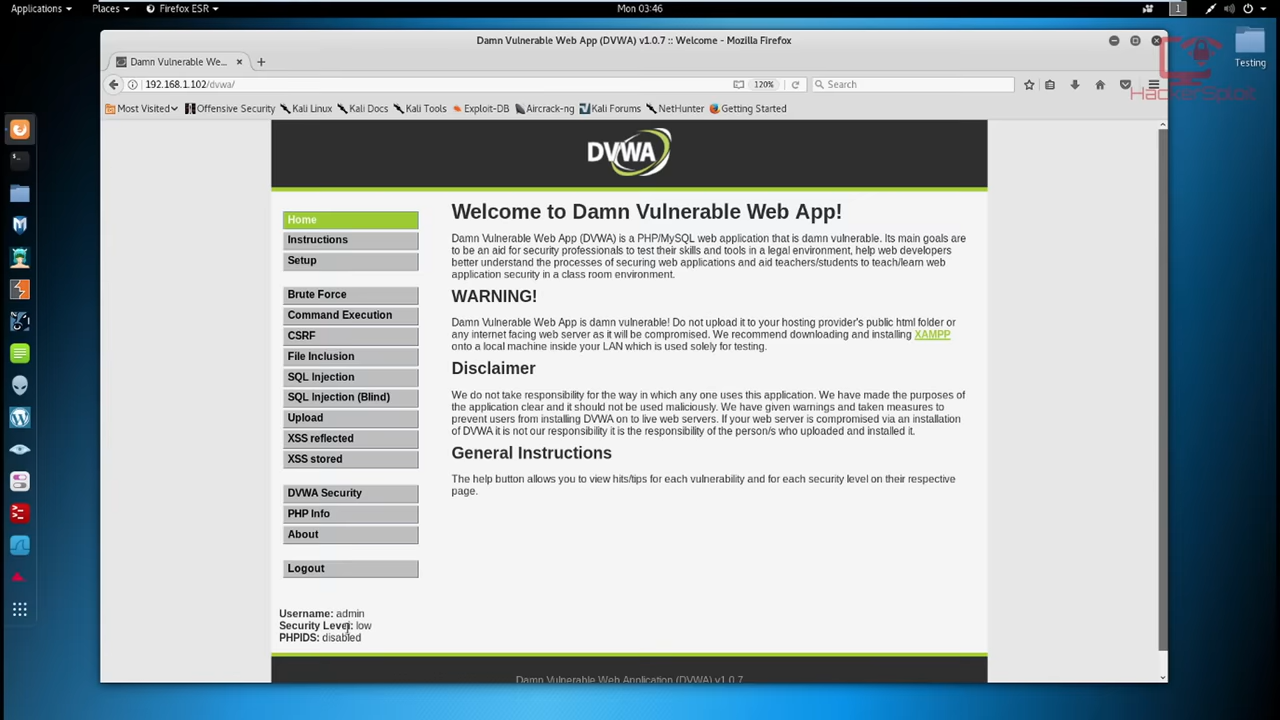 Applications Places Firefox ESR Mon 03:46 1
Damn Vulnerable Web App (DVWA) v1.0.7 :: Welcome - Mozilla Firefox
Damn Vulnerable We...
192.168.1.102/dvwa/ 120% Search
Most Visited Offensive Security Kali Linux Kali Docs Kali Tools Exploit-DB Aircrack-ng Kali Forums NetHunter Getting Started
Testing
HackerSploit
DVWA
Home
Instructions
Setup
Brute Force
Command Execution
CSRF
File Inclusion
SQL Injection
SQL Injection (Blind)
Upload
XSS reflected
XSS stored
DVWA Security
PHP Info
About
Logout
Username: admin
Security Level: low
PHPIDS: disabled
Welcome to Damn Vulnerable Web App!
Damn Vulnerable Web App (DVWA) is a PHP/MySQL web application that is damn vulnerable. Its main goals are
to be an aid for security professionals to test their skills and tools in a legal environment, help web developers
better understand the processes of securing web applications and aid teachers/students to teach/learn web
application security in a class room environment.
WARNING!
Damn Vulnerable Web App is damn vulnerable! Do not upload it to your hosting provider's public html folder or
any internet facing web server as it will be compromised. We recommend downloading and installing XAMPP
onto a local machine inside your LAN which is used solely for testing.
Disclaimer
We do not take responsibility for the way in which any one uses this application. We have made the purposes of
the application clear and it should not be used maliciously. We have given warnings and taken measures to
prevent users from installing DVWA on to live web servers. If your web server is compromised via an installation
of DVWA it is not our responsibility it is the responsibility of the person/s who uploaded and installed it.
General Instructions
The help button allows you to view hits/tips for each vulnerability and for each security level on their respective
page.
Damn Vulnerable Web Application (DVWA) v1.0.7